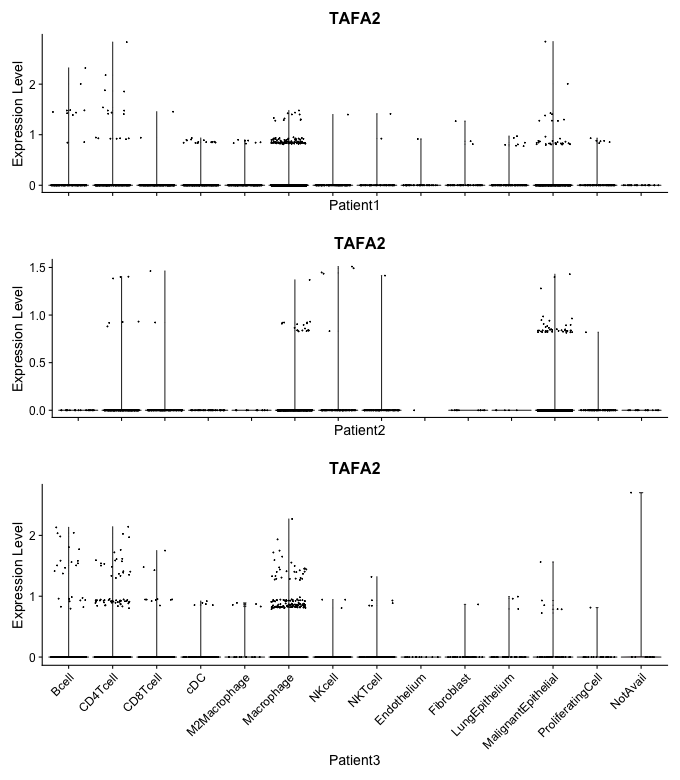 TAFA2
Expression Level
2
1
0
Patient1
TAFA2
Expression Level
1.5
1.0
0.5
0.0
Patient2
TAFA2
Expression Level
2
1
0
Bcell
CD4Tcell
CD8Tcell
cDC
M2Macrophage
Macrophage
NKcell
NKTcell
Endothelium
Fibroblast
LungEpithelium
MalignantEpithelial
ProliferatingCell
NotAvail
Patient3